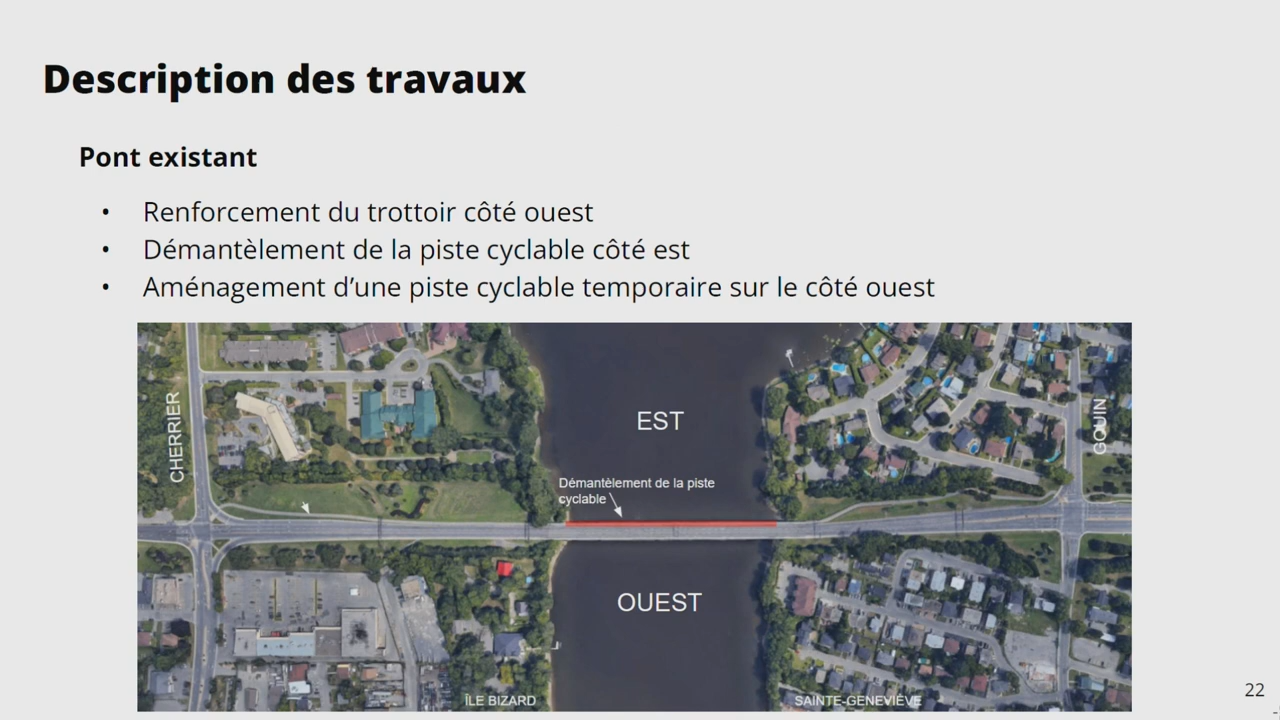 Description des travaux
Pont existant
• Renforcement du trottoir côté ouest
• Démantèlement de la piste cyclable côté est
• Aménagement d’une piste cyclable temporaire sur le côté ouest
CHERRIER
EST
GOUIN
Démantèlement de la piste
cyclable
OUEST
ÎLE BIZARD
SAINTE-GENEVIÈVE
22